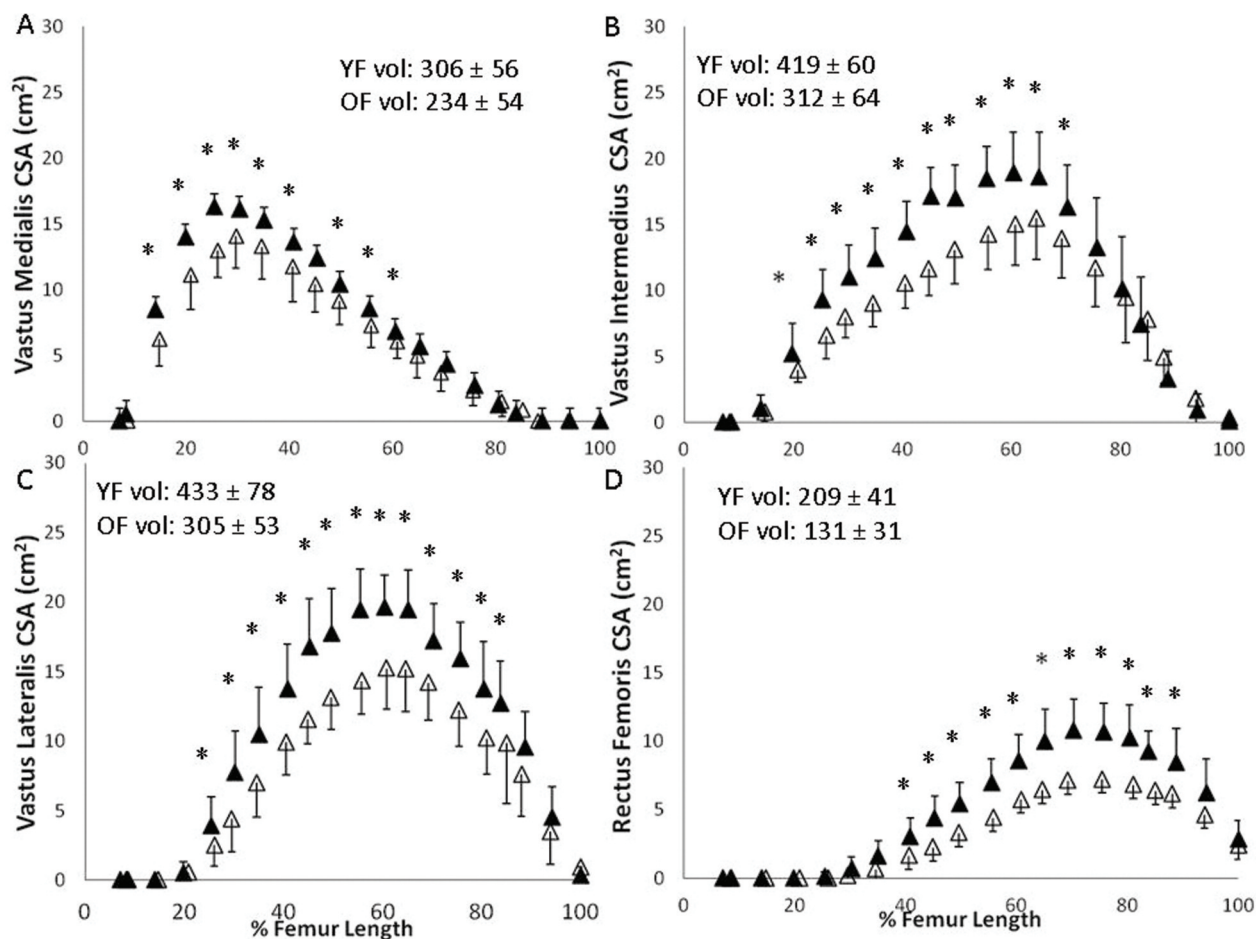 A
Vastus Medialis CSA (cm²)
30
25
20
15
10
5
0
YF vol: 306 ± 56
OF vol: 234 ± 54
* * * * * * * * *
0 20 40 60 80 100
B
Vastus Intermedius CSA (cm²)
30
25
20
15
10
5
0
YF vol: 419 ± 60
OF vol: 312 ± 64
* * * * * * * * * * *
0 20 40 60 80 100
C
Vastus Lateralis CSA (cm²)
30
25
20
15
10
5
0
YF vol: 433 ± 78
OF vol: 305 ± 53
* * * * * * * * * * * * *
0 20 40 60 80 100
% Femur Length
D
Rectus Femoris CSA (cm²)
30
25
20
15
10
5
0
YF vol: 209 ± 41
OF vol: 131 ± 31
* * * * * * * * * * *
0 20 40 60 80 100
% Femur Length